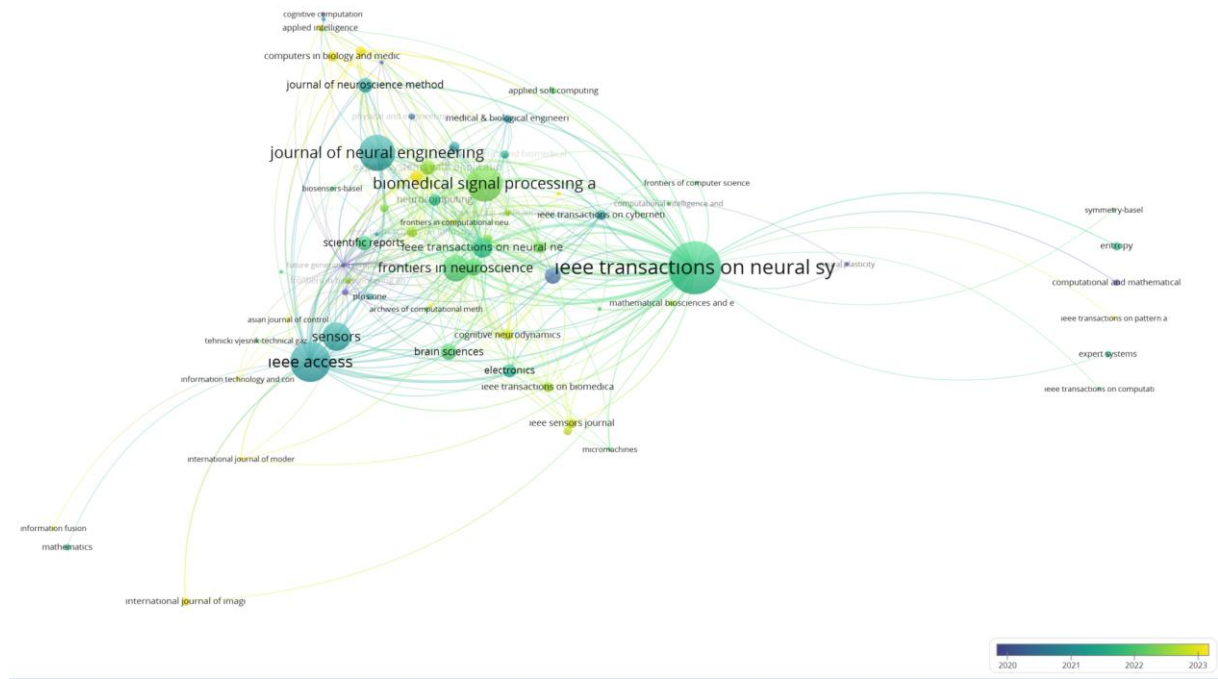 cognitive computation
applied intelligence
computers in biology and medic
journal of neuroscience method
applied soft computing
medical & biological engineeri
journal of neural engineering
biomedical signal processing a
frontiers of computer science
biosensors-basel
neurocomputing
computational intelligence and
symmetry-basel
ieee transactions on cyberneti
frontiers in computational neu
scientific reports
ieee transactions on neural ne
entropy
frontiers in neuroscience
ieee transactions on neural sy
neural plasticity
computational and mathematical
plos one
mathematical biosciences and e
archives of computational meth
asian journal of control
ieee transactions on pattern a
cognitive neurodynamics
sensors
tehnicki vjesnik-technical gaz
brain sciences
expert systems
ieee access
electronics
information technology and con
ieee transactions on biomedica
ieee transactions on computati
ieee sensors journal
micromachines
international journal of moder
information fusion
mathematics
international journal of imagi
2020 2021 2022 2023